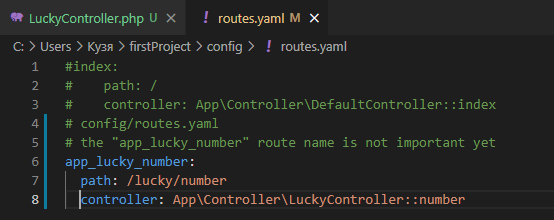 LuckyController.php U routes.yaml M
C: > Users > Кузя > firstProject > config > ! routes.yaml
1 #index:
2 #    path: /
3 #    controller: App\Controller\DefaultController::index
4 # config/routes.yaml
5 # the "app_lucky_number" route name is not important yet
6 app_lucky_number:
7   path: /lucky/number
8   controller: App\Controller\LuckyController::number